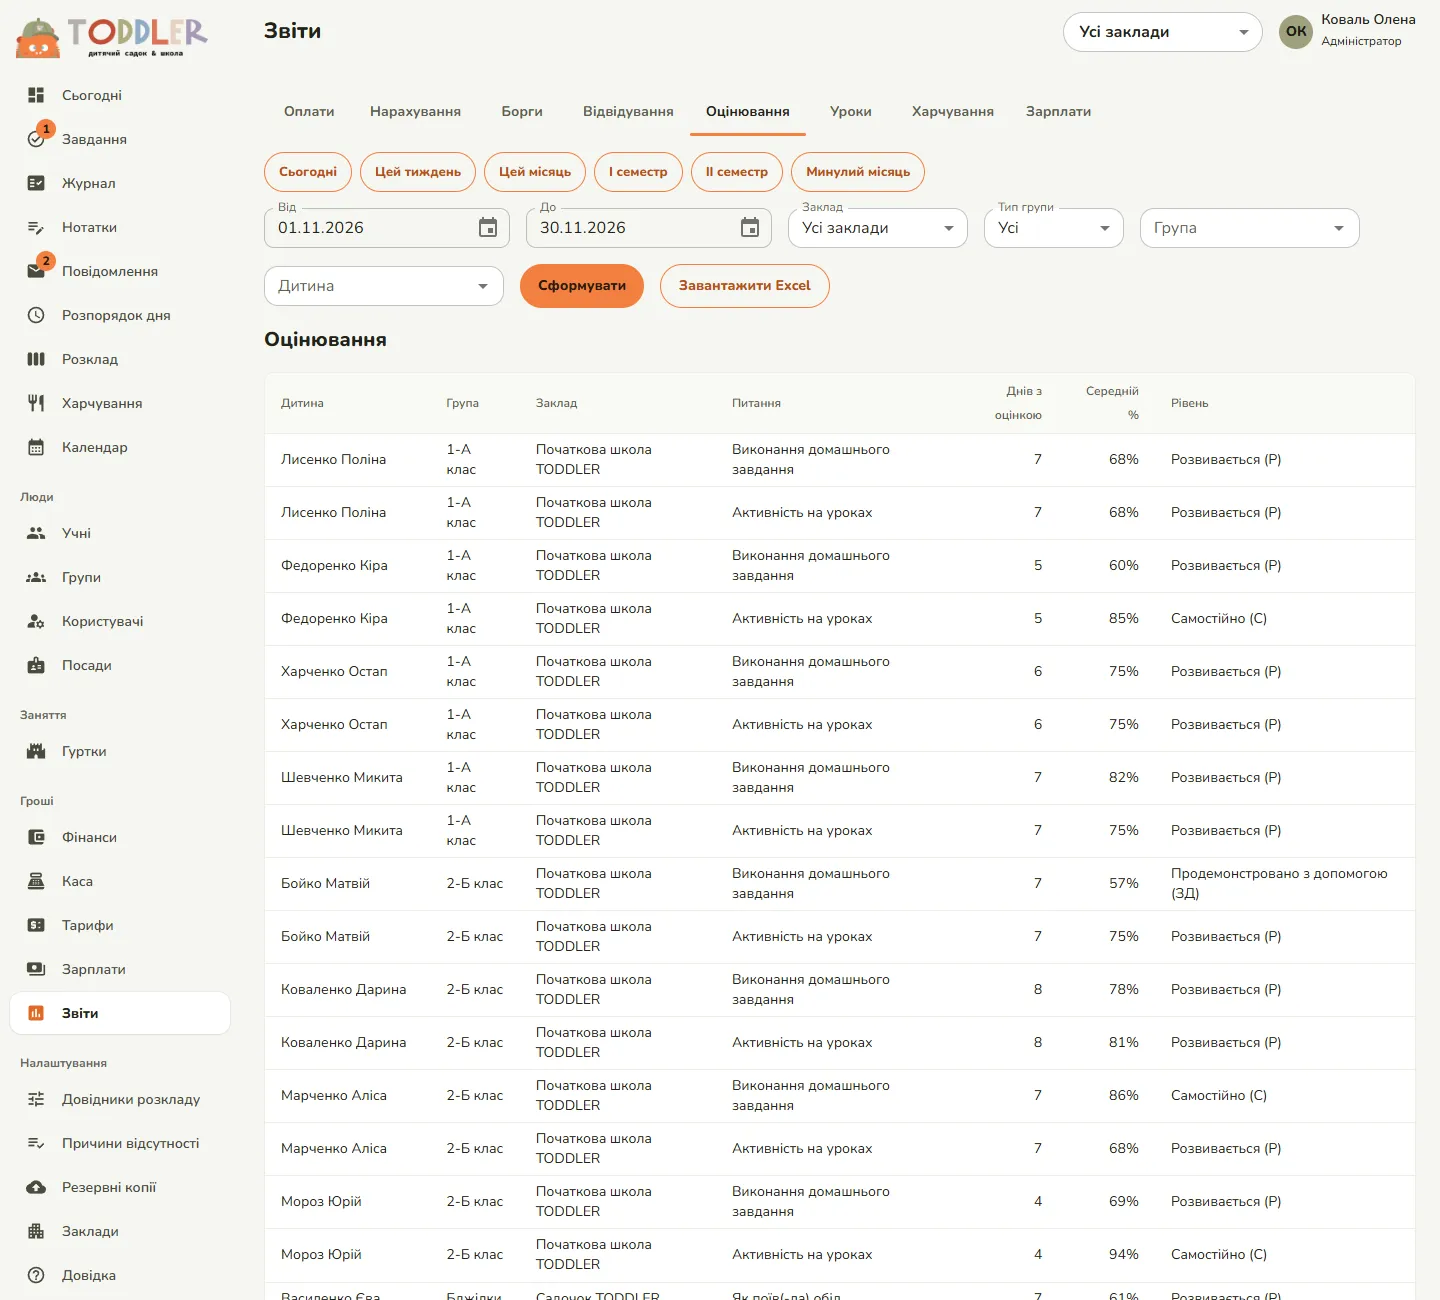 TODDLER
дитячий садок & школа
Звіти
Усі заклади
ОК
Коваль Олена
Адміністратор
Сьогодні
1
Завдання
Журнал
Нотатки
2
Повідомлення
Розпорядок дня
Розклад
Харчування
Календар
Люди
Учні
Групи
Користувачі
Посади
Заняття
Гуртки
Гроші
Фінанси
Каса
Тарифи
Зарплати
Звіти
Налаштування
Довідники розкладу
Причини відсутності
Резервні копії
Заклади
Довідка
Оплати Нарахування Борги Відвідування Оцінювання Уроки Харчування Зарплати
Сьогодні Цей тиждень Цей місяць І семестр ІІ семестр Минулий місяць
Від До Заклад Тип групи
01.11.2026 30.11.2026 Усі заклади Усі Група
Дитина Сформувати Завантажити Excel
Оцінювання
Дитина Група Заклад Питання Днів з оцінкою Середній % Рівень
Лисенко Поліна 1-А клас Початкова школа TODDLER Виконання домашнього завдання 7 68% Розвивається (Р)
Лисенко Поліна 1-А клас Початкова школа TODDLER Активність на уроках 7 68% Розвивається (Р)
Федоренко Кіра 1-А клас Початкова школа TODDLER Виконання домашнього завдання 5 60% Розвивається (Р)
Федоренко Кіра 1-А клас Початкова школа TODDLER Активність на уроках 5 85% Самостійно (С)
Харченко Остап 1-А клас Початкова школа TODDLER Виконання домашнього завдання 6 75% Розвивається (Р)
Харченко Остап 1-А клас Початкова школа TODDLER Активність на уроках 6 75% Розвивається (Р)
Шевченко Микита 1-А клас Початкова школа TODDLER Виконання домашнього завдання 7 82% Розвивається (Р)
Шевченко Микита 1-А клас Початкова школа TODDLER Активність на уроках 7 75% Розвивається (Р)
Бойко Матвій 2-Б клас Початкова школа TODDLER Виконання домашнього завдання 7 57% Продемонстровано з допомогою (ЗД)
Бойко Матвій 2-Б клас Початкова школа TODDLER Активність на уроках 7 75% Розвивається (Р)
Коваленко Дарина 2-Б клас Початкова школа TODDLER Виконання домашнього завдання 8 78% Розвивається (Р)
Коваленко Дарина 2-Б клас Початкова школа TODDLER Активність на уроках 8 81% Розвивається (Р)
Марченко Аліса 2-Б клас Початкова школа TODDLER Виконання домашнього завдання 7 86% Самостійно (С)
Марченко Аліса 2-Б клас Початкова школа TODDLER Активність на уроках 7 68% Розвивається (Р)
Мороз Юрій 2-Б клас Початкова школа TODDLER Виконання домашнього завдання 4 69% Розвивається (Р)
Мороз Юрій 2-Б клас Початкова школа TODDLER Активність на уроках 4 94% Самостійно (С)
Василенко Єва Бджілки Садочок TODDLER Як поїв(-ла) обід 7 61% Розвивається (Р)